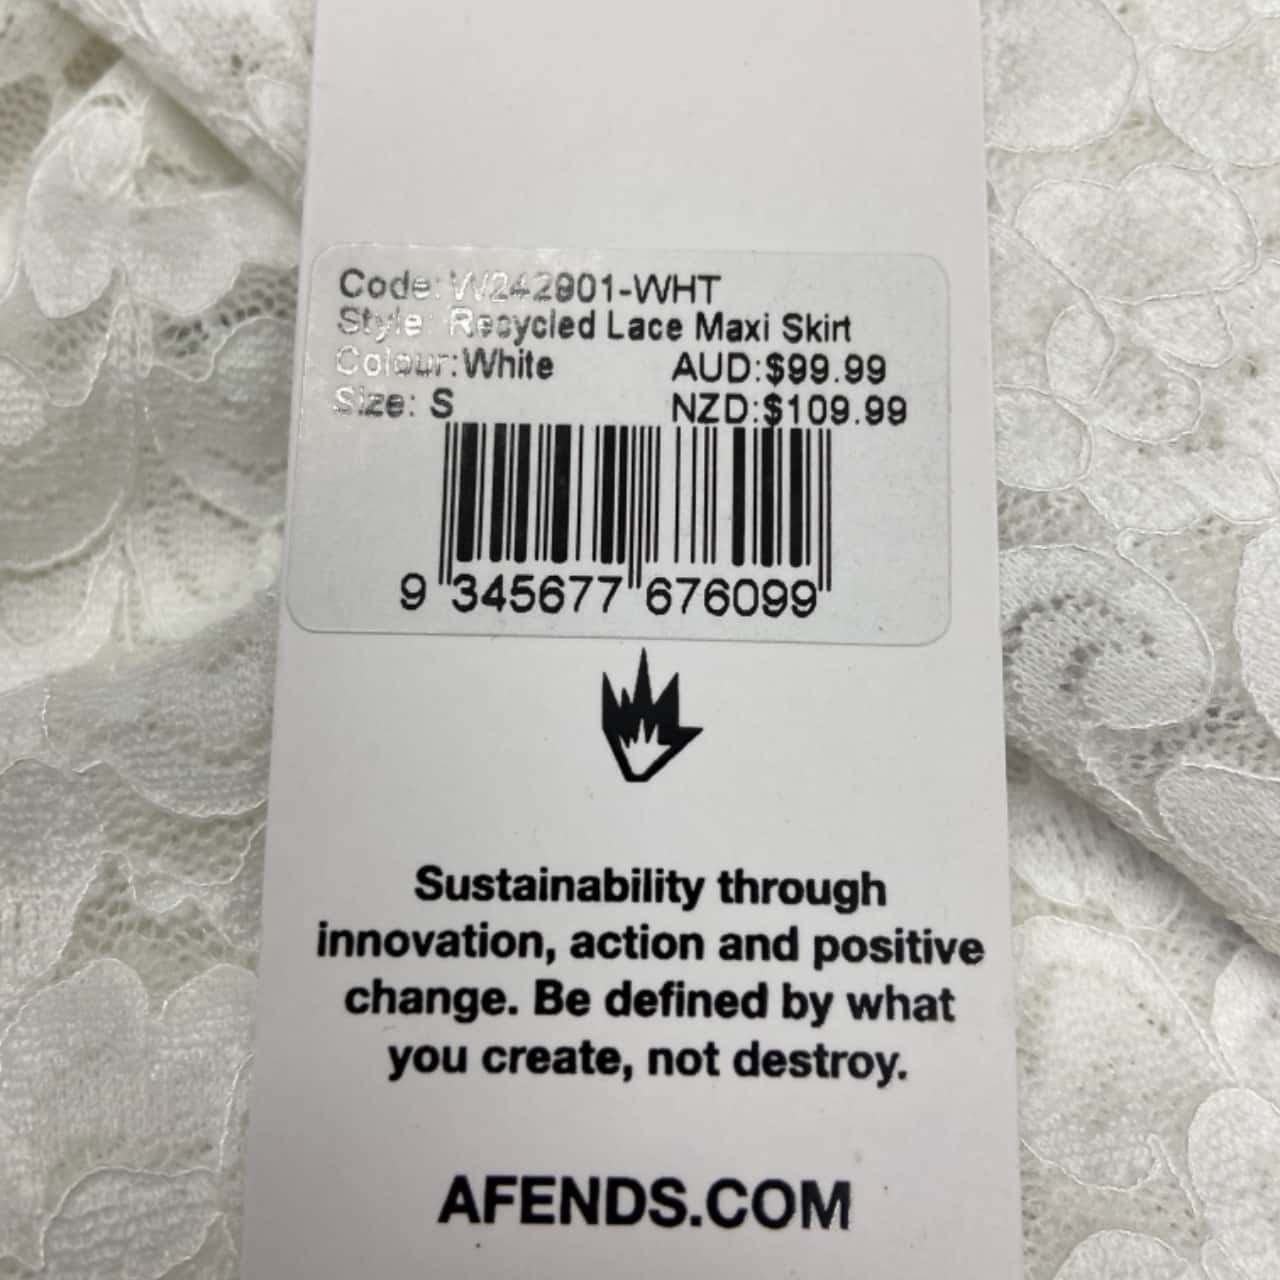 Code: W242801-WHT
Style: Recycled Lace Maxi Skirt
Colour:White AUD:$99.99
Size: S NZD:$109.99
9 345677 676099
Sustainability through
innovation, action and positive
change. Be defined by what
you create, not destroy.
AFENDS.COM